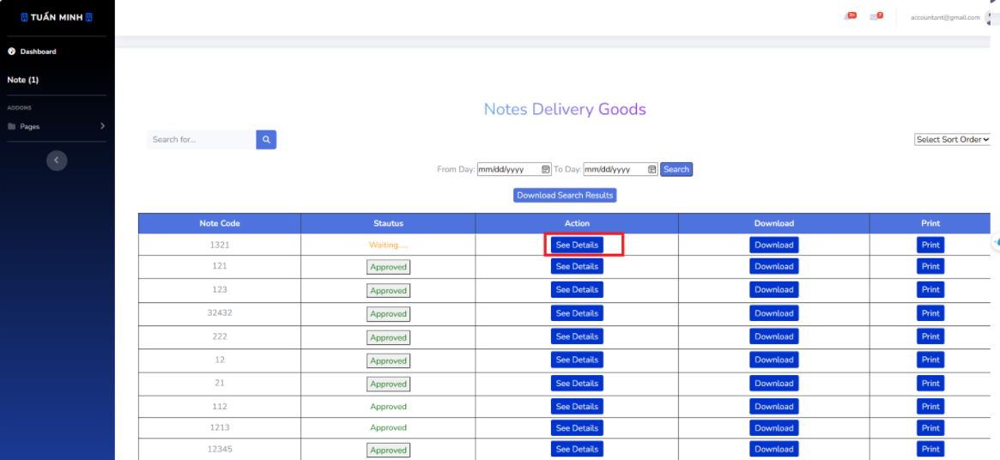 TUẤN MINH
9+
7
accountant@gmail.com
Dashboard
Note (1)
ADDONS
Pages
Notes Delivery Goods
Search for...
Select Sort Order
From Day: mm/dd/yyyy To Day: mm/dd/yyyy Search
Download Search Results
Note Code Stautus Action Download Print
1321 Waiting..... See Details Download Print
121 Approved See Details Download Print
123 Approved See Details Download Print
32432 Approved See Details Download Print
222 Approved See Details Download Print
12 Approved See Details Download Print
21 Approved See Details Download Print
112 Approved See Details Download Print
1213 Approved See Details Download Print
12345 Approved See Details Download Print